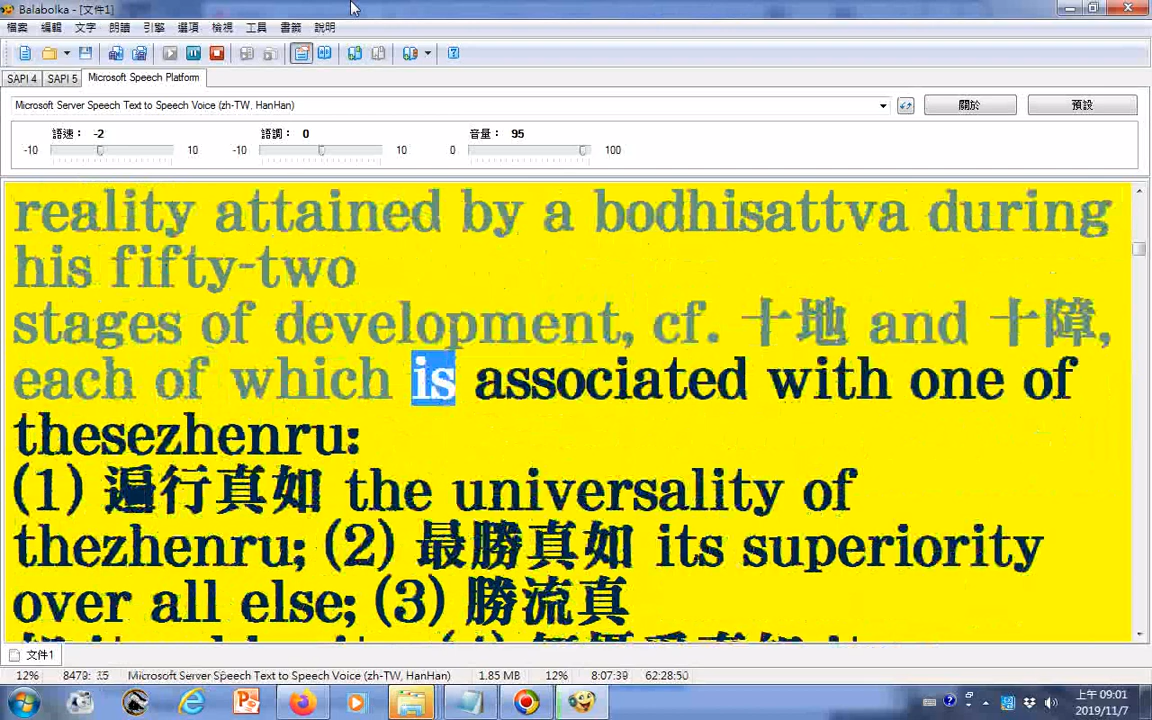 Balabolka - [文件1]
檔案 編輯 文字 朗讀 引擎 選項 檢視 工具 書籤 說明
SAPI 4 SAPI 5 Microsoft Speech Platform
Microsoft Server Speech Text to Speech Voice (zh-TW, HanHan) 關於 預設
語速： -2 語調： 0 音量： 95
-10 10 -10 10 0 100
reality attained by a bodhisattva during
his fifty-two
stages of development, cf. 十地 and 十障,
each of which is associated with one of
thesezhenru:
(1) 遍行真如 the universality of
thezhenru; (2) 最勝真如 its superiority
over all else; (3) 勝流真
文件1
12% 8478: 15 Microsoft Server Speech Text to Speech Voice (zh-TW, HanHan) 1.85 MB 12% 8:07:39 62:28:50
上午 09:01
2019/11/7